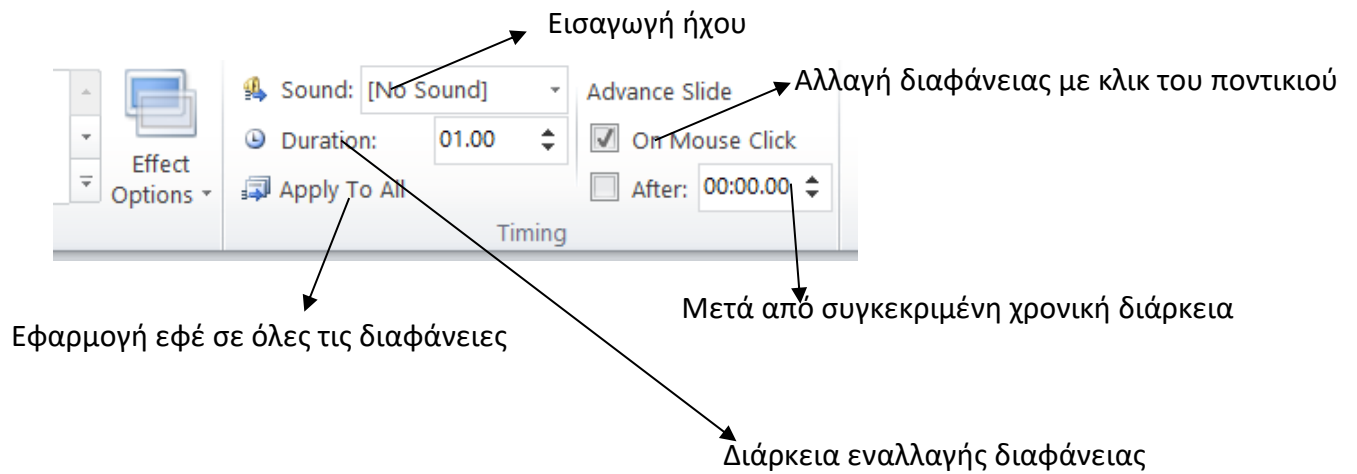 Εισαγωγή ήχου
Αλλαγή διαφάνειας με κλικ του ποντικιού
Sound: [No Sound]
Advance Slide
Duration: 01.00
On Mouse Click
Effect
Options
Apply To All
After: 00:00.00
Timing
Μετά από συγκεκριμένη χρονική διάρκεια
Εφαρμογή εφέ σε όλες τις διαφάνειες
Διάρκεια εναλλαγής διαφάνειας